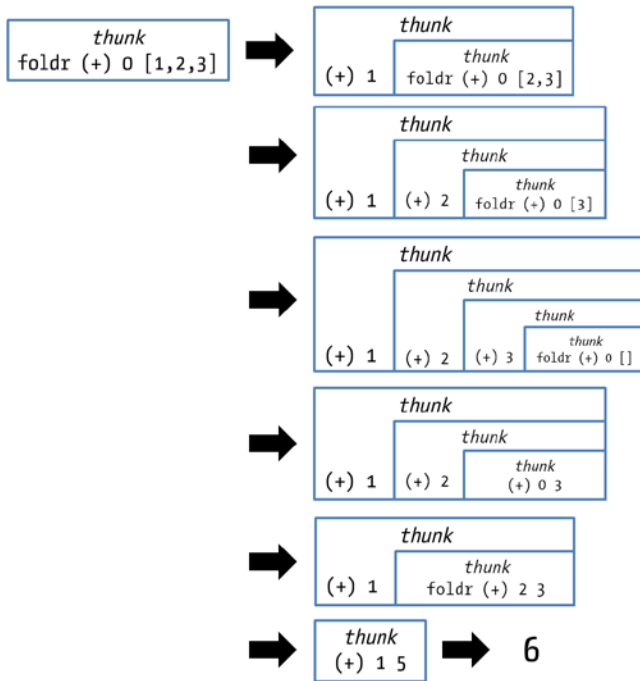 thunk
foldr (+) 0 [1,2,3]
thunk
thunk
(+) 1 foldr (+) 0 [2,3]
thunk
thunk
thunk
(+) 1 (+) 2 foldr (+) 0 [3]
thunk
thunk
thunk
thunk
thunk
(+) 1 (+) 2 (+) 3 foldr (+) 0 []
thunk
thunk
thunk
(+) 0 3
(+) 1 (+) 2
thunk
thunk
(+) 1 foldr (+) 2 3
thunk
(+) 1 5
6